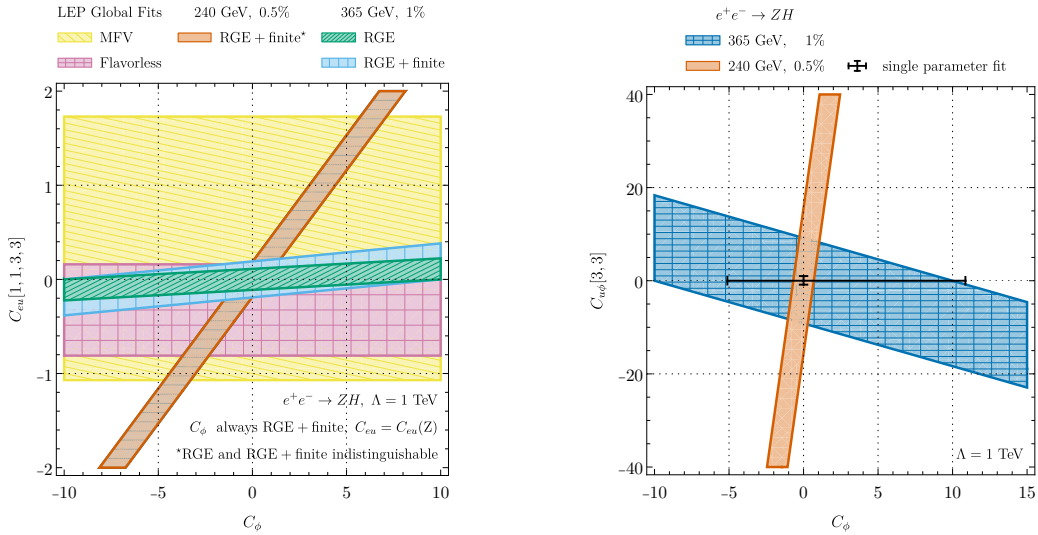 LEP Global Fits 240 GeV, 0.5% 365 GeV, 1%
MFV RGE + finite* RGE
Flavorless RGE + finite
2
1
0
−1
−2
C_eu[1, 1, 3, 3]
e⁺e⁻ → ZH, Λ = 1 TeV
C_ϕ always RGE + finite, C_eu = C_eu(Z)
*RGE and RGE + finite indistinguishable
−10 −5 0 5 10
C_ϕ
e⁺e⁻ → ZH
365 GeV, 1%
240 GeV, 0.5% single parameter fit
40
20
0
−20
−40
C_uϕ[3, 3]
Λ = 1 TeV
−10 −5 0 5 10 15
C_ϕ